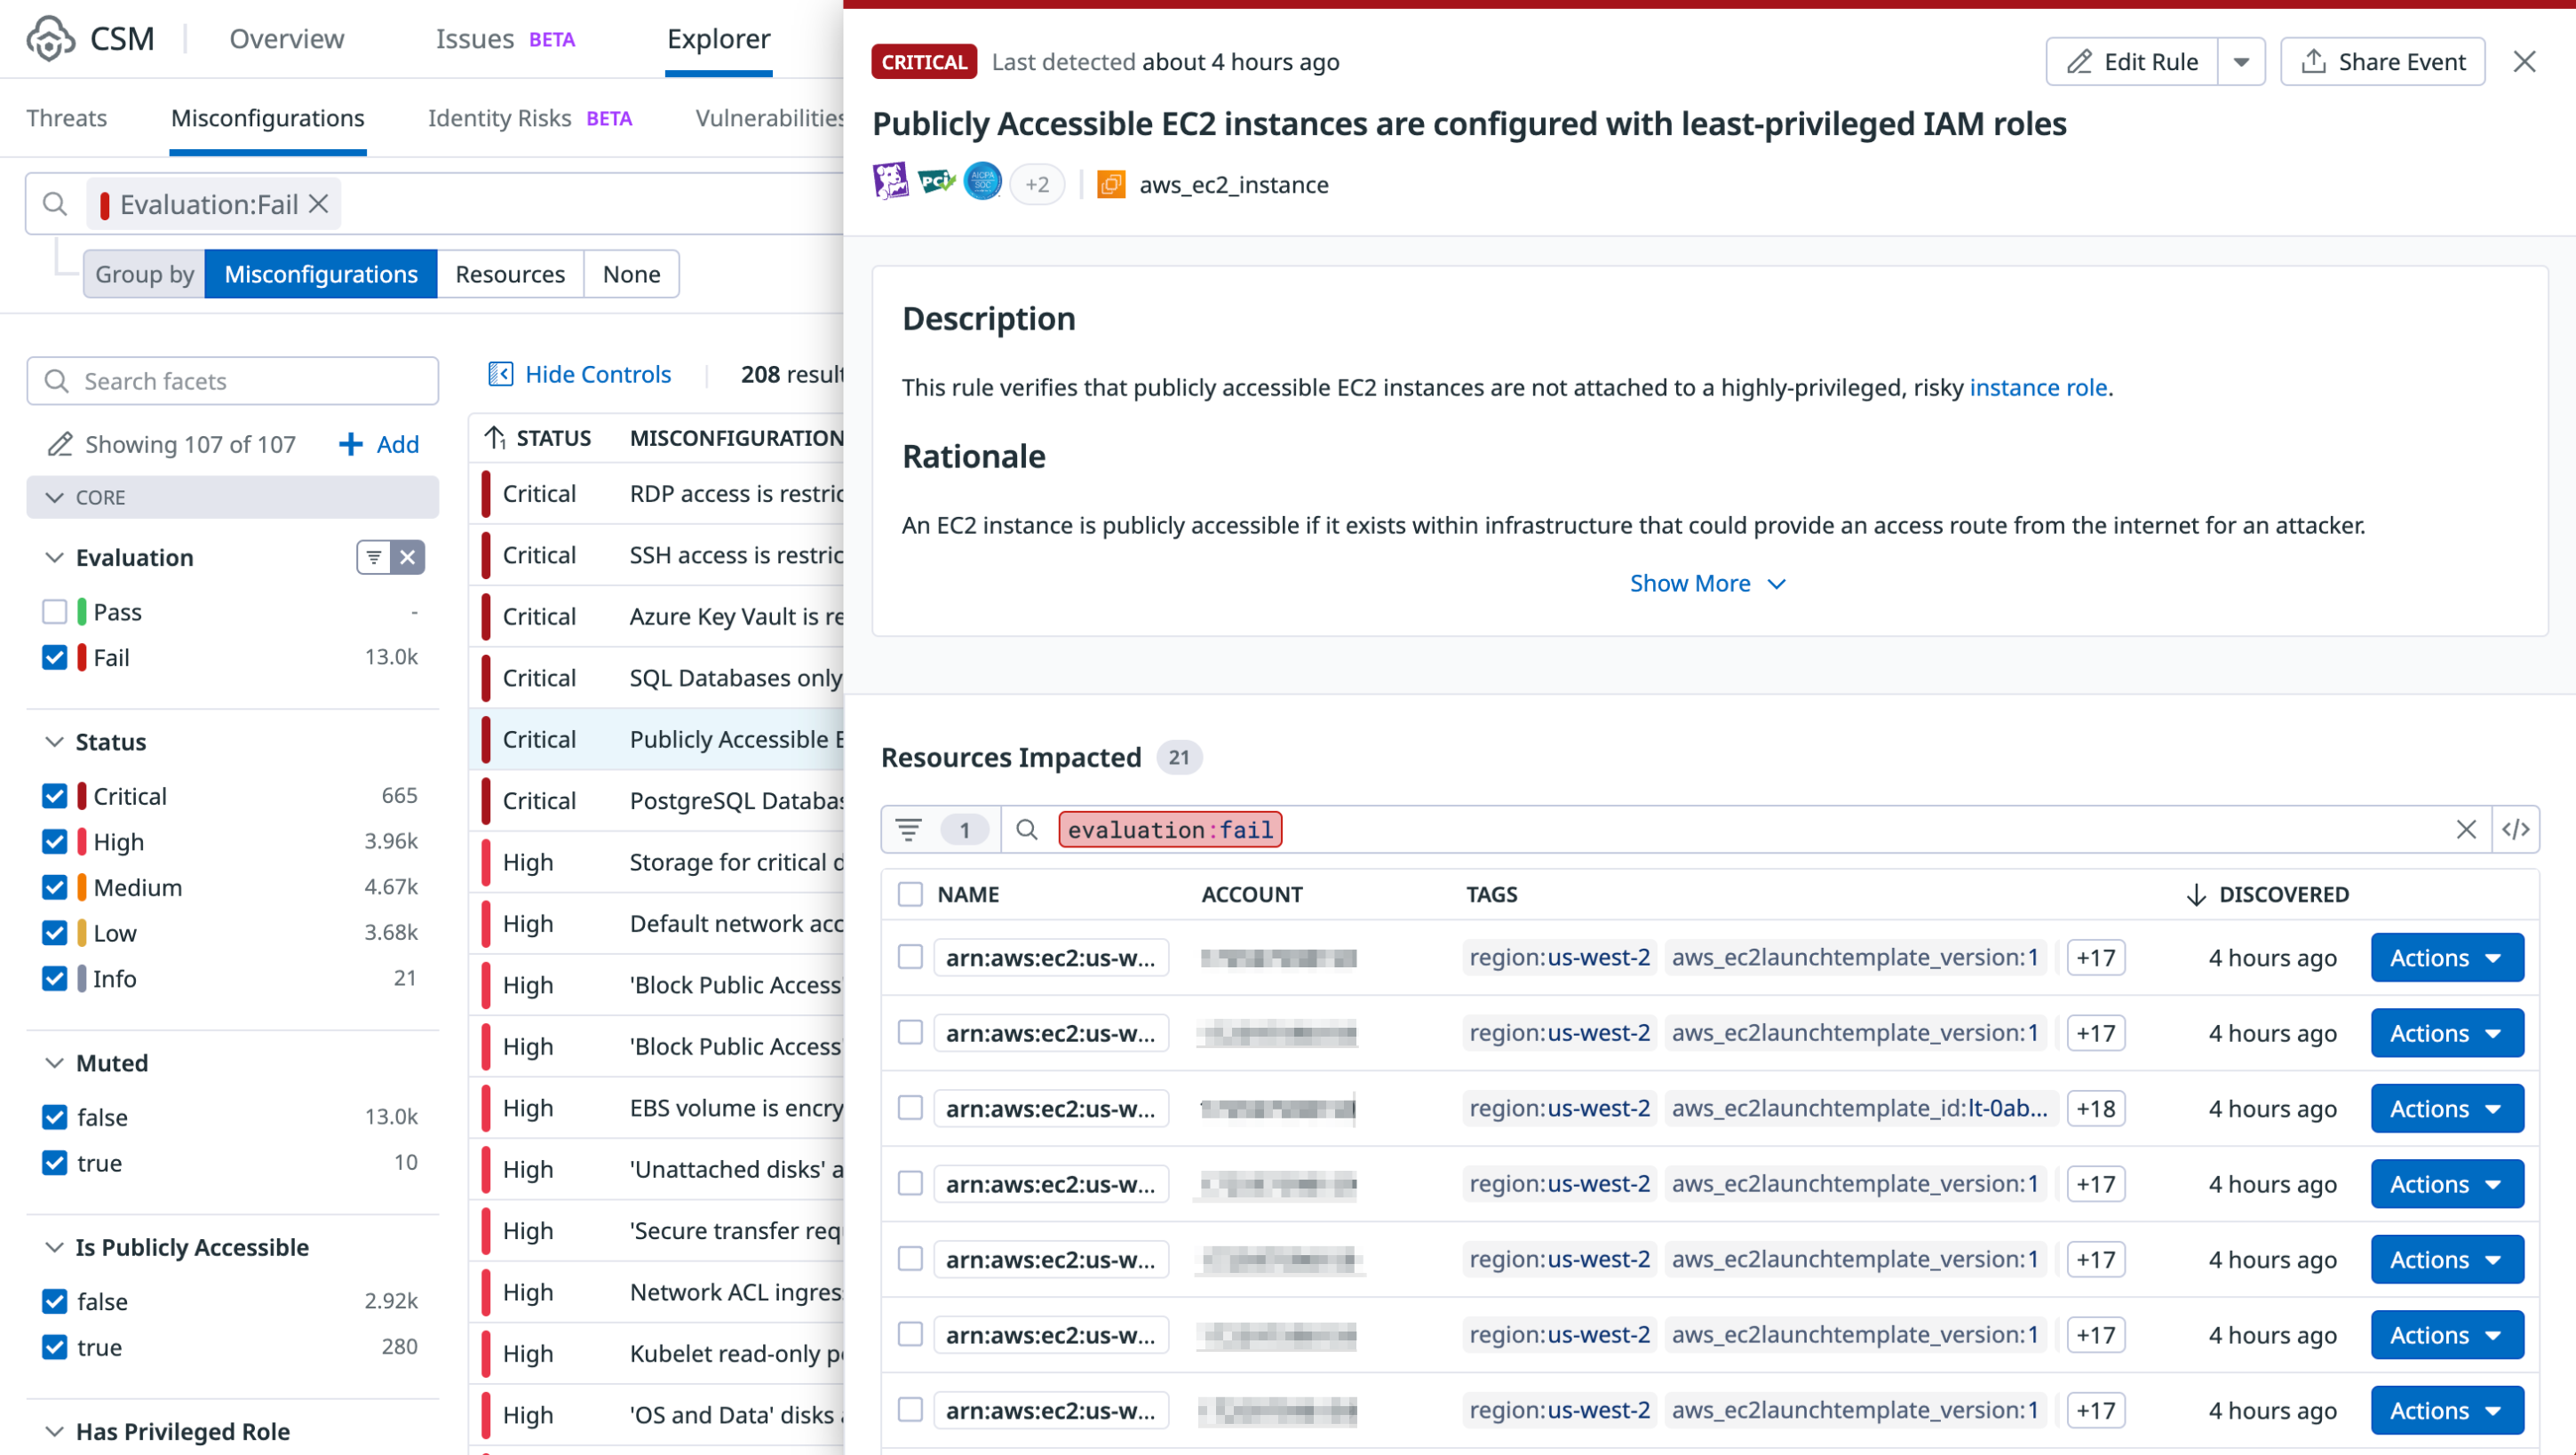 CSM
Overview
Issues BETA
Explorer
Threats
Misconfigurations
Identity Risks BETA
Vulnerabilities
Evaluation:Fail
Group by Misconfigurations Resources None
Search facets
Showing 107 of 107
Add
CORE
Evaluation
Pass -
Fail 13.0k
Status
Critical 665
High 3.96k
Medium 4.67k
Low 3.68k
Info 21
Muted
false 13.0k
true 10
Is Publicly Accessible
false 2.92k
true 280
Has Privileged Role
Hide Controls
208 result
STATUS MISCONFIGURATION
Critical RDP access is restric
Critical SSH access is restric
Critical Azure Key Vault is re
Critical SQL Databases only
Critical Publicly Accessible E
Critical PostgreSQL Databas
High Storage for critical d
High Default network acc
High 'Block Public Access'
High 'Block Public Access'
High EBS volume is encry
High 'Unattached disks' a
High 'Secure transfer req
High Network ACL ingres
High Kubelet read-only p
High 'OS and Data' disks
CRITICAL Last detected about 4 hours ago
Edit Rule
Share Event
Publicly Accessible EC2 instances are configured with least-privileged IAM roles
PCI
AICPA
SOC
+2
aws_ec2_instance
Description
This rule verifies that publicly accessible EC2 instances are not attached to a highly-privileged, risky instance role.
Rationale
An EC2 instance is publicly accessible if it exists within infrastructure that could provide an access route from the internet for an attacker.
Show More
Resources Impacted 21
1 evaluation:fail </>
NAME ACCOUNT TAGS DISCOVERED
arn:aws:ec2:us-w... region:us-west-2 aws_ec2launchtemplate_version:1 +17 4 hours ago Actions
arn:aws:ec2:us-w... region:us-west-2 aws_ec2launchtemplate_version:1 +17 4 hours ago Actions
arn:aws:ec2:us-w... region:us-west-2 aws_ec2launchtemplate_id:lt-0ab... +18 4 hours ago Actions
arn:aws:ec2:us-w... region:us-west-2 aws_ec2launchtemplate_version:1 +17 4 hours ago Actions
arn:aws:ec2:us-w... region:us-west-2 aws_ec2launchtemplate_version:1 +17 4 hours ago Actions
arn:aws:ec2:us-w... region:us-west-2 aws_ec2launchtemplate_version:1 +17 4 hours ago Actions
arn:aws:ec2:us-w... region:us-west-2 aws_ec2launchtemplate_version:1 +17 4 hours ago Actions